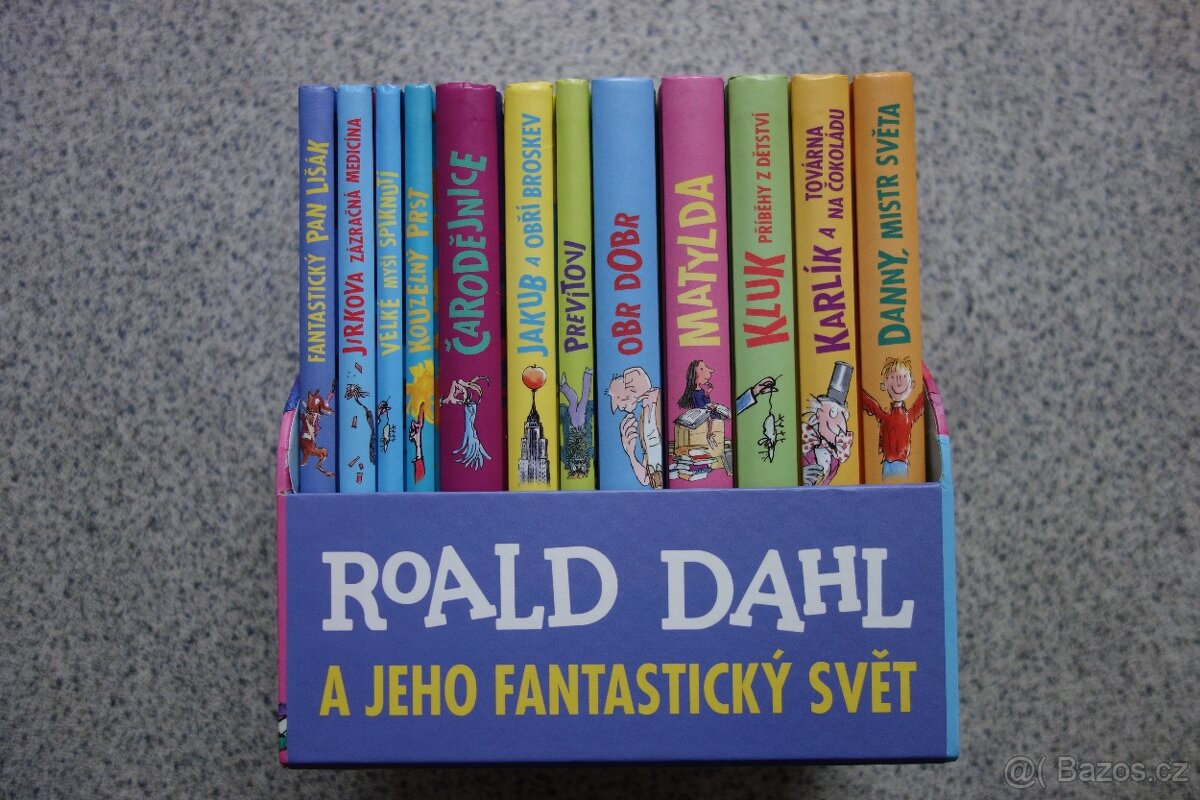 FANTASTICKÝ PAN LIŠÁK
JIRKOVA ZÁZRAČNÁ MEDICÍNA
VELKÉ MYŠÍ SPIKNUTÍ
KOUZELNÝ PRST
ČARODĚJNICE
JAKUB A OBŘÍ BROSKEV
PREVÍTOVI
OBR DOBR
MATYLDA
KLUK PŘÍBĚHY Z DĚTSTVÍ
KARLÍK A TOVÁRNA
NA ČOKOLÁDU
DANNY, MISTR SVĚTA
ROALD DAHL
A JEHO FANTASTICKÝ SVĚT
@( Bazos.cz